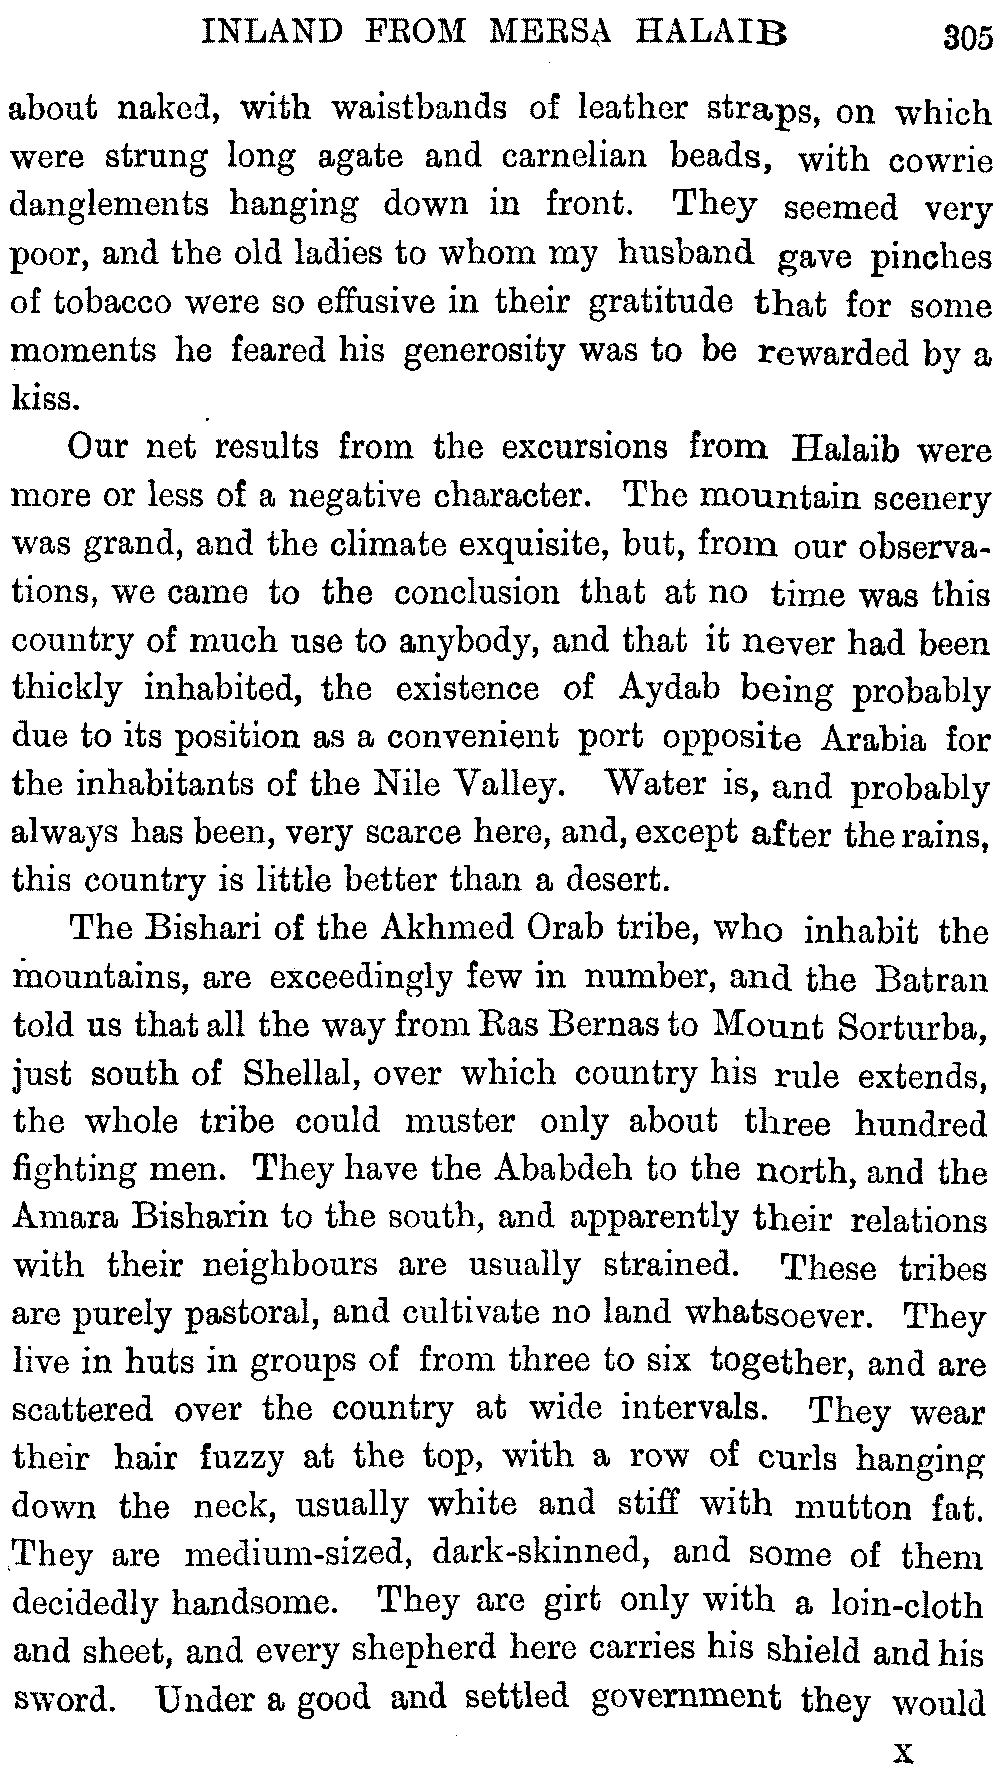 INLAND FROM MERSA HALAIB 305
about naked, with waistbands of leather straps, on which
were strung long agate and carnelian beads, with cowrie
danglements hanging down in front. They seemed very
poor, and the old ladies to whom my husband gave pinches
of tobacco were so effusive in their gratitude that for some
moments he feared his generosity was to be rewarded by a
kiss.
Our net results from the excursions from Halaib were
more or less of a negative character. The mountain scenery
was grand, and the climate exquisite, but, from our observa-
tions, we came to the conclusion that at no time was this
country of much use to anybody, and that it never had been
thickly inhabited, the existence of Aydab being probably
due to its position as a convenient port opposite Arabia for
the inhabitants of the Nile Valley. Water is, and probably
always has been, very scarce here, and, except after the rains,
this country is little better than a desert.
The Bishari of the Akhmed Orab tribe, who inhabit the
mountains, are exceedingly few in number, and the Batran
told us that all the way from Ras Bernas to Mount Sorturba,
just south of Shellal, over which country his rule extends,
the whole tribe could muster only about three hundred
fighting men. They have the Ababdeh to the north, and the
Amara Bisharin to the south, and apparently their relations
with their neighbours are usually strained. These tribes
are purely pastoral, and cultivate no land whatsoever. They
live in huts in groups of from three to six together, and are
scattered over the country at wide intervals. They wear
their hair fuzzy at the top, with a row of curls hanging
down the neck, usually white and stiff with mutton fat.
They are medium-sized, dark-skinned, and some of them
decidedly handsome. They are girt only with a loin-cloth
and sheet, and every shepherd here carries his shield and his
sword. Under a good and settled government they would
X